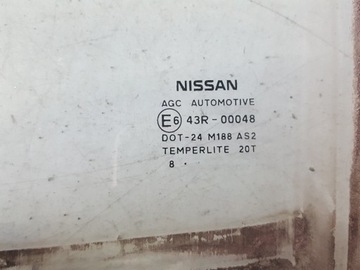 NISSAN
AGC AUTOMOTIVE
E6 43R-00048
DOT-24 M188 AS2
TEMPERLITE 20T
8 .